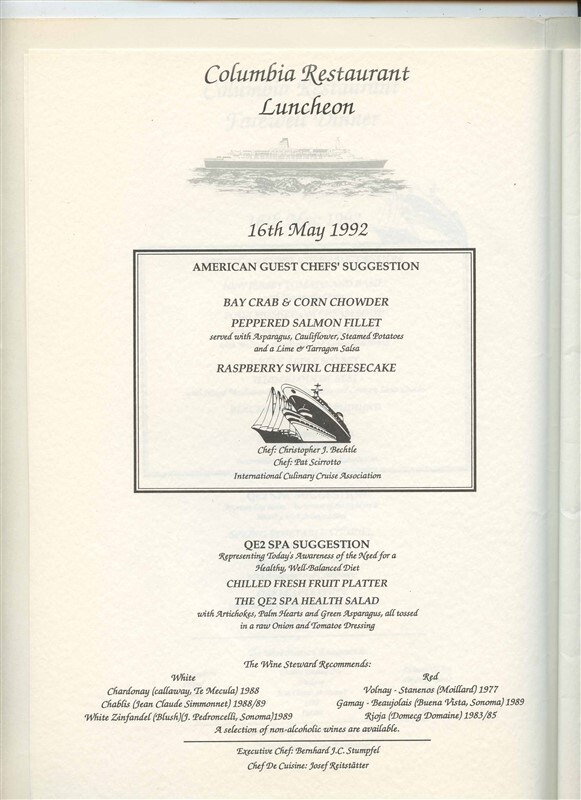 Columbia Restaurant
Luncheon
16th May 1992
AMERICAN GUEST CHEFS' SUGGESTION
BAY CRAB & CORN CHOWDER
PEPPERED SALMON FILLET
served with Asparagus, Cauliflower, Steamed Potatoes
and a Lime & Tarragon Salsa
RASPBERRY SWIRL CHEESECAKE
Chef: Christopher J. Bechtle
Chef: Pat Scirrotto
International Culinary Cruise Association
QE2 SPA SUGGESTION
Representing Today's Awareness of the Need for a
Healthy, Well-Balanced Diet
CHILLED FRESH FRUIT PLATTER
THE QE2 SPA HEALTH SALAD
with Artichokes, Palm Hearts and Green Asparagus, all tossed
in a raw Onion and Tomatoe Dressing
The Wine Steward Recommends:
White
Chardonay (callaway, Te Mecula) 1988
Chablis (Jean Claude Simmonnet) 1988/89
White Zinfandel (Blush)(J. Pedroncelli, Sonoma)1989
Red
Volnay - Stanenos (Moillard) 1977
Gamay - Beaujolais (Buena Vista, Sonoma) 1989
Rioja (Domecq Domaine) 1983/85
A selection of non-alcoholic wines are available.
Executive Chef: Bernhard J.C. Stumpfel
Chef De Cuisine: Josef Reitstätter